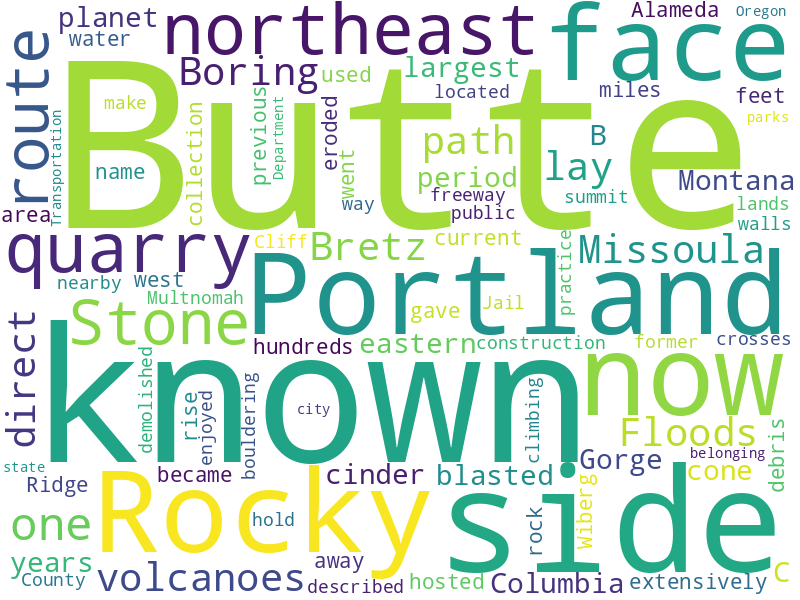 planet
northeast
face
Alameda
Oregon
water
route
Boring
used
largest
located
miles
feet
make
Butte
parks
Transportation
name
collection
previous
Department
eroded
went
path
B
period
lay
freeway
way
public
summit
Montana
lands
walls
area
quarry
Cliff
Bretz
current
practice
Missoula
nearby
west
Portland
Multnomah
Stone
gave
Jail
direct
hundreds
eastern
construction
former
crosses
known
now
demolished
rise
enjoyed
bouldering
city
climbing
Floods
debris
state
Ridge
became
Rocky
cinder
blasted
side
Gorge
belonging
cone
one
hold
rock
Wiberg
years
County
volcanoes
away
described
hosted
Columbia
extensively
C